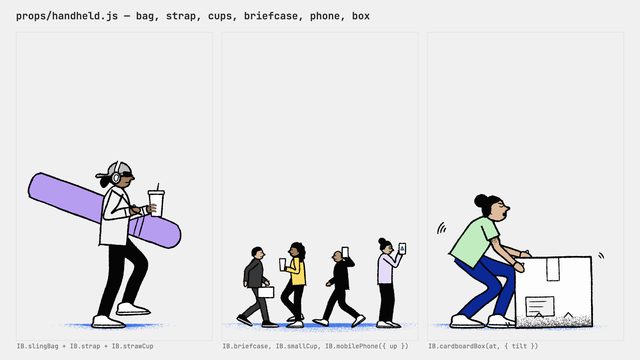 props/handheld.js — bag, strap, cups, briefcase, phone, box
IB.slingBag + IB.strap + IB.strawCup
IB.briefcase, IB.smallCup, IB.mobilePhone({ up })
IB.cardboardBox(at, { tilt })